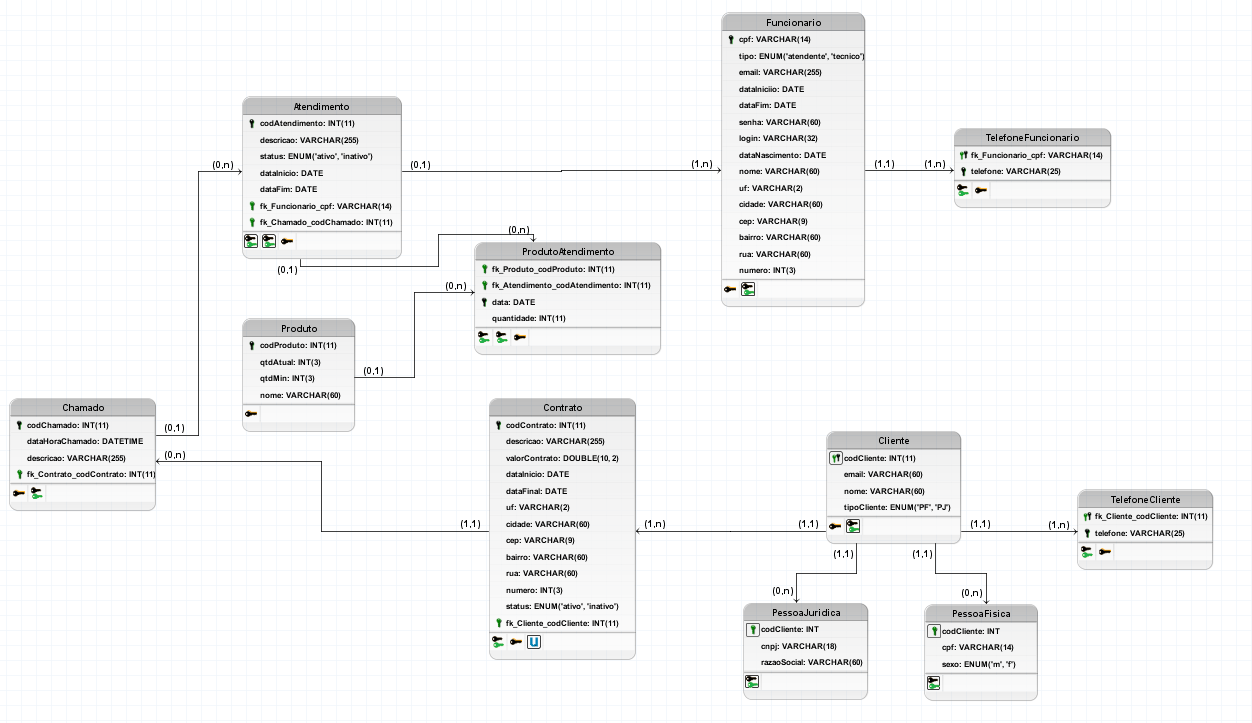 Funcionario
cpf: VARCHAR(14)
tipo: ENUM('atendente', 'tecnico')
email: VARCHAR(255)
dataIniciio: DATE
dataFim: DATE
senha: VARCHAR(60)
login: VARCHAR(32)
dataNascimento: DATE
nome: VARCHAR(60)
uf: VARCHAR(2)
cidade: VARCHAR(60)
cep: VARCHAR(9)
bairro: VARCHAR(60)
rua: VARCHAR(60)
numero: INT(3)
Atendimento
codAtendimento: INT(11)
descricao: VARCHAR(255)
status: ENUM('ativo', 'inativo')
dataInicio: DATE
dataFim: DATE
fk_Funcionario_cpf: VARCHAR(14)
fk_Chamado_codChamado: INT(11)
(0,n)
(0,1)
(1,n)
(1,1)
(1,n)
TelefoneFuncionario
fk_Funcionario_cpf: VARCHAR(14)
telefone: VARCHAR(25)
(0,n)
(0,1)
ProdutoAtendimento
fk_Produto_codProduto: INT(11)
fk_Atendimento_codAtendimento: INT(11)
data: DATE
quantidade: INT(11)
(0,n)
Produto
codProduto: INT(11)
qtdAtual: INT(3)
qtdMin: INT(3)
nome: VARCHAR(60)
(0,1)
Chamado
codChamado: INT(11)
dataHoraChamado: DATETIME
descricao: VARCHAR(255)
fk_Contrato_codContrato: INT(11)
(0,1)
(0,n)
Contrato
codContrato: INT(11)
descricao: VARCHAR(255)
valorContrato: DOUBLE(10, 2)
dataInicio: DATE
dataFinal: DATE
uf: VARCHAR(2)
cidade: VARCHAR(60)
cep: VARCHAR(9)
bairro: VARCHAR(60)
rua: VARCHAR(60)
numero: INT(3)
status: ENUM('ativo', 'inativo')
fk_Cliente_codCliente: INT(11)
U
(1,1)
(1,n)
(1,1)
Cliente
codCliente: INT(11)
email: VARCHAR(60)
nome: VARCHAR(60)
tipoCliente: ENUM('PF', 'PJ')
(1,1)
(1,n)
TelefoneCliente
fk_Cliente_codCliente: INT(11)
telefone: VARCHAR(25)
(1,1)
(1,1)
(0,n)
(0,n)
PessoaJuridica
codCliente: INT
cnpj: VARCHAR(18)
razaoSocial: VARCHAR(60)
PessoaFisica
codCliente: INT
cpf: VARCHAR(14)
sexo: ENUM('m', 'f')